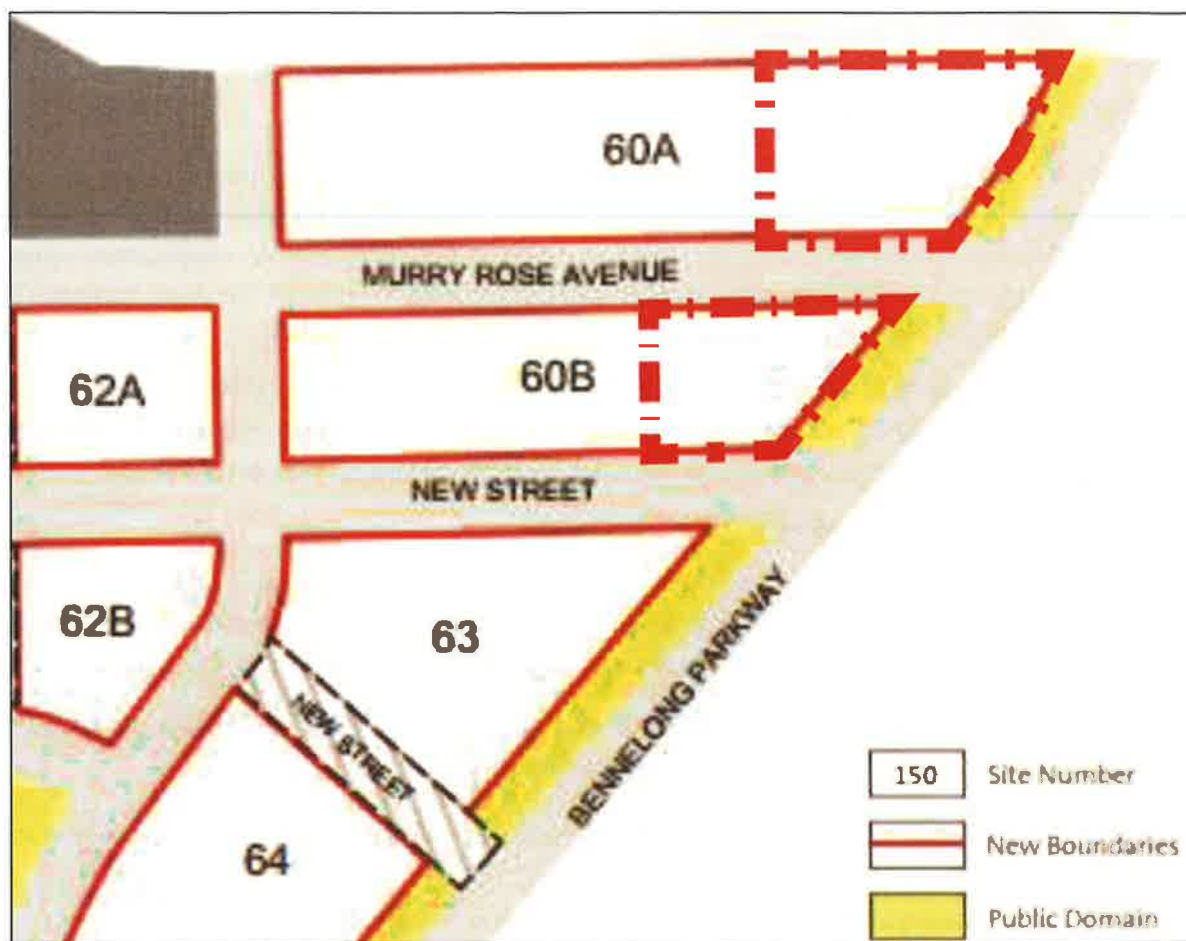 60A
MURRY ROSE AVENUE
62A
60B
NEW STREET
62B
63
NEW STREET
BENNELONG PARKWAY
64
150 Site Number
New Boundaries
Public Domain